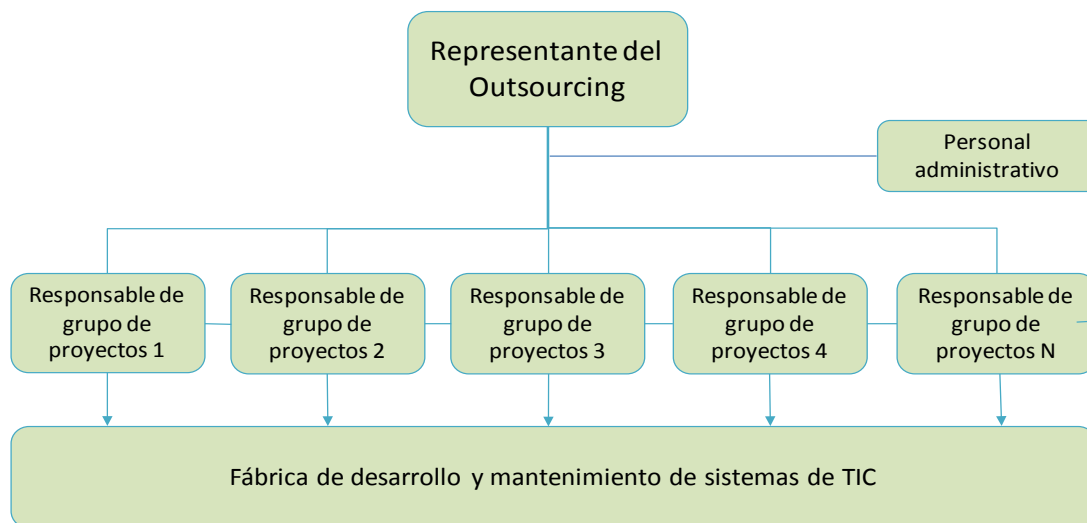 Representante del
Outsourcing
Personal
administrativo
Responsable de
grupo de
proyectos 1
Responsable de
grupo de
proyectos 2
Responsable de
grupo de
proyectos 3
Responsable de
grupo de
proyectos 4
Responsable de
grupo de
proyectos N
Fábrica de desarrollo y mantenimiento de sistemas de TIC